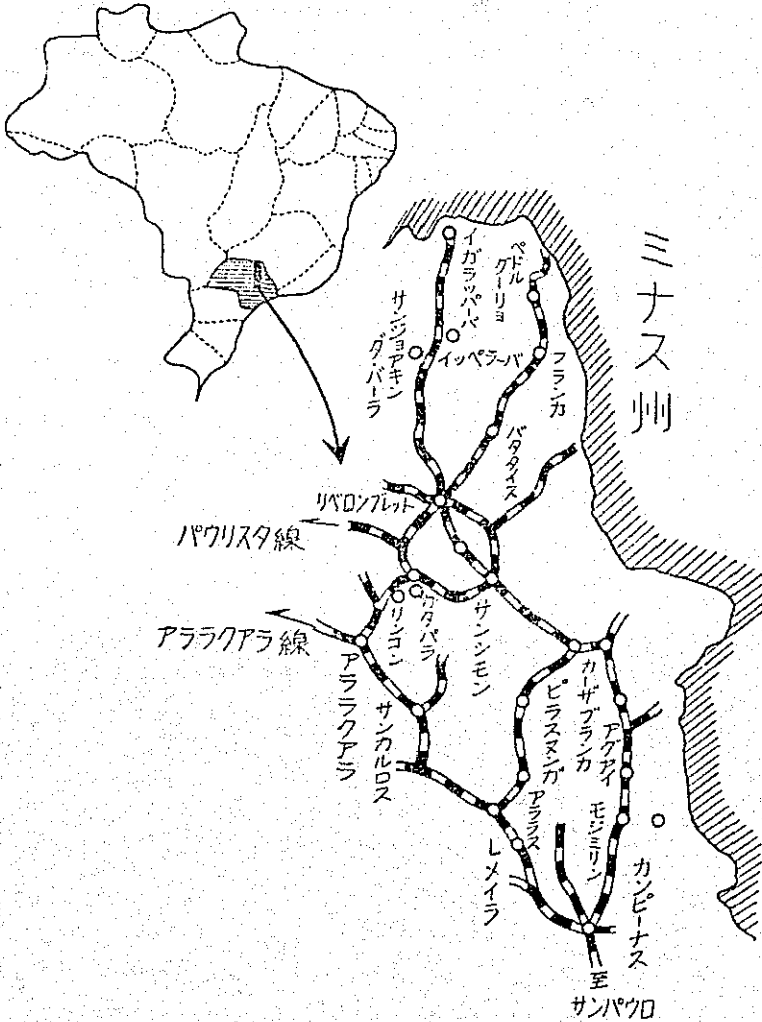 ミナス州
イガラッパーバ
ペドル
グーリョ
サンジョアキン
ダ・バーラ
イッペラーバ
フランカ
バタタイス
リベロンプレット
パウリスタ線
アララクアラ線
リンコン
グタパラ
サンシモン
アララクアラ
サンカルロス
カーザブランカ
ピラスヌンガ
アグアイ
アララス
モジミリン
レメイラ
カンピーナス
至
サンパウロ